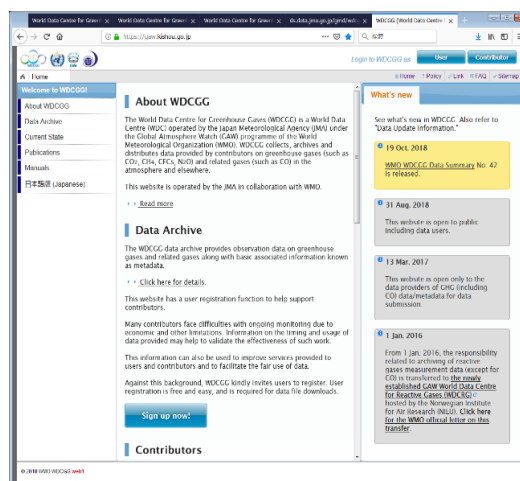 World Data Centre for Green
World Data Centre for Green
World Data Centre for Green
ds.data.jma.go.jp/gmd/wdcg
WDCGG (World Data Centre
https://gaw.kishou.go.jp
Login to WDCGG as
User
Contributor
Home
Home
Policy
Link
FAQ
Sitemap
Welcome to WDCGG!
About WDCGG
Data Archive
Current State
Publications
Manuals
日本語版 (Japanese)
About WDCGG
The World Data Centre for Greenhouse Gases (WDCGG) is a World Data
Centre (WDC) operated by the Japan Meteorological Agency (JMA) under
the Global Atmosphere Watch (GAW) programme of the World
Meteorological Organization (WMO). WDCGG collects, archives and
distributes data provided by contributors on greenhouse gases (such as
CO₂, CH₄, CFCs, N₂O) and related gases (such as CO) in the
atmosphere and elsewhere.
This website is operated by the JMA in collaboration with WMO.
Read more
Data Archive
The WDCGG data archive provides observation data on greenhouse
gases and related gases along with basic associated information known
as metadata.
Click here for details.
This website has a user registration function to help support
contributors.
Many contributors face difficulties with ongoing monitoring due to
economic and other limitations. Information on the timing and usage of
data provided may help to validate the effectiveness of such work.
This information can also be used to improve services provided to
users and contributors and to facilitate the fair use of data.
Against this background, WDCGG kindly invites users to register. User
registration is free and easy, and is required for data file downloads.
Sign up now!
Contributors
What's new
See what's new in WDCGG. Also refer to
"Data Update Information."
19 Oct. 2018
WMO WDCGG Data Summary No. 42
is released.
31 Aug. 2018
This website is open to public
including data users.
13 Mar. 2017
This website is open only to the
data providers of GHG (including
CO) data/metadata for data
submission.
1 Jan. 2016
From 1 Jan. 2016, the responsibility
related to archiving of reactive
gases measurement data (except for
CO) is transferred to the newly
established GAW World Data Centre
for Reactive Gases (WDCRG)
hosted by the Norwegian Institute
for Air Research (NILU). Click here
for the WMO official letter on this
transfer.
© 2018 WMO WDCGG web1